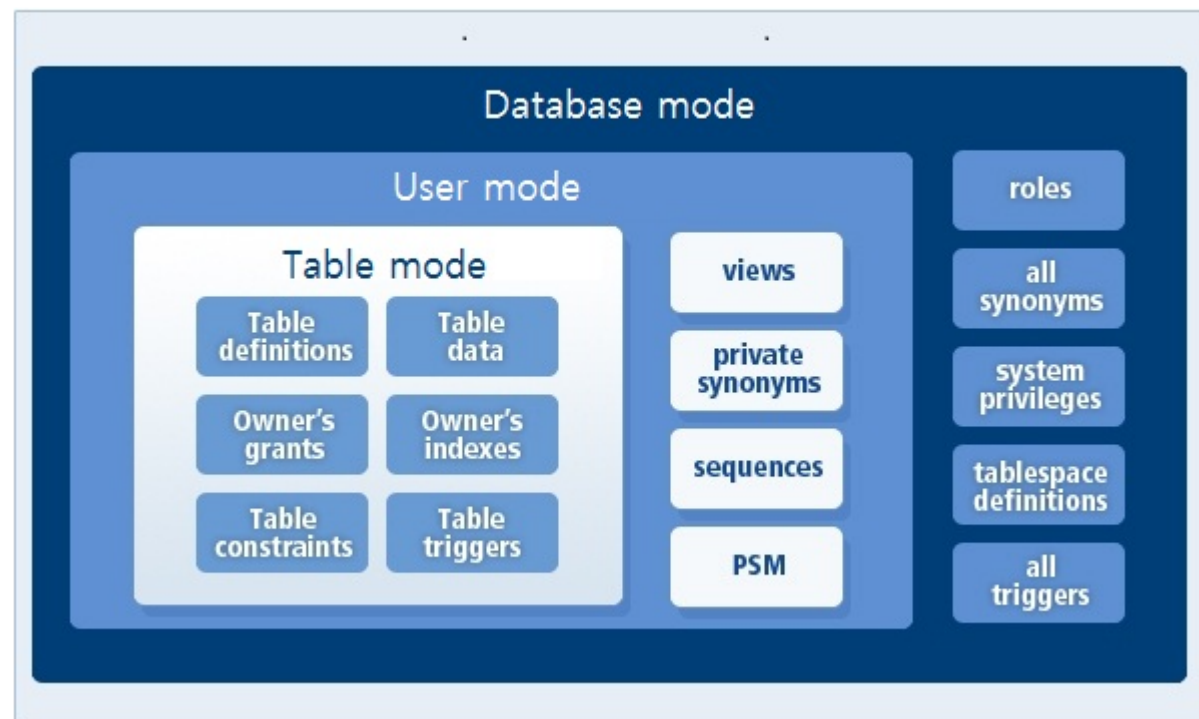 Database mode
User mode
Table mode
Table
definitions
Table
data
Owner's
grants
Owner's
indexes
Table
constraints
Table
triggers
views
private
synonyms
sequences
PSM
roles
all
synonyms
system
privileges
tablespace
definitions
all
triggers